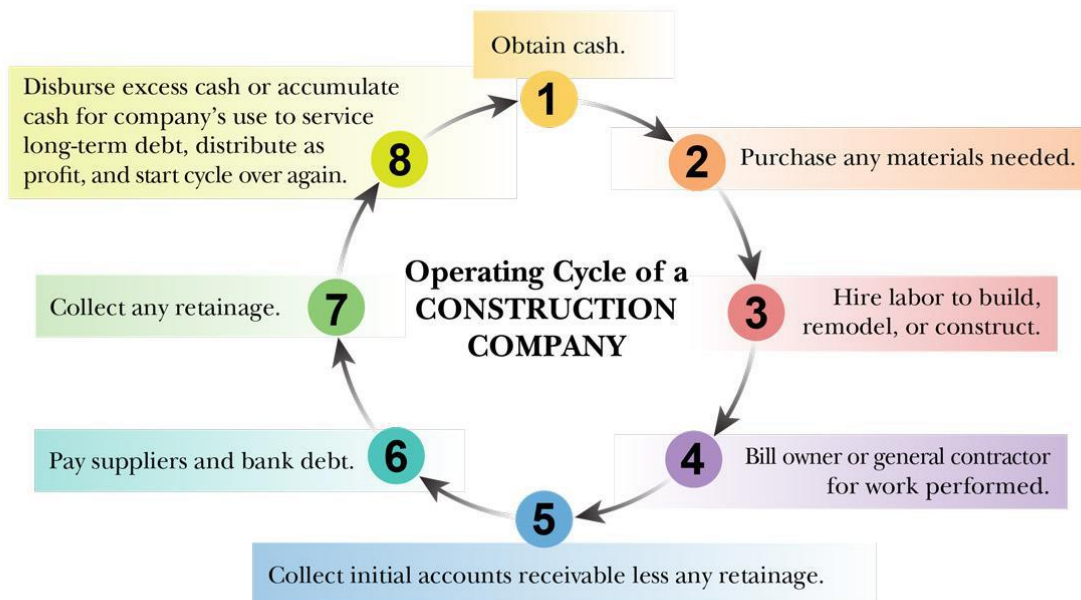 Obtain cash.
1
2
Purchase any materials needed.
3
Hire labor to build,
remodel, or construct.
4
Bill owner or general contractor
for work performed.
5
Collect initial accounts receivable less any retainage.
6
Pay suppliers and bank debt.
7
Collect any retainage.
8
Disburse excess cash or accumulate
cash for company’s use to service
long-term debt, distribute as
profit, and start cycle over again.
Operating Cycle of a
CONSTRUCTION
COMPANY